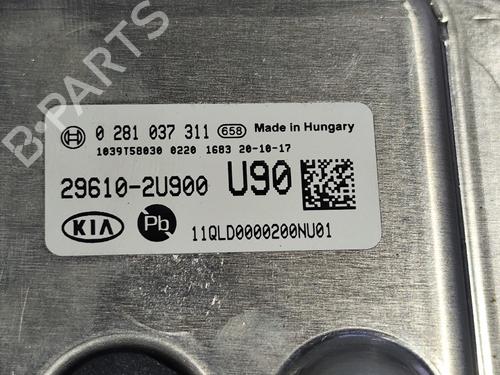 0 281 037 311 658 Made in Hungary
1039T58030 0220 1683 20-10-17
29610-2U900 U90
KIA Pb
11QLD0000200NU01
B-PARTS